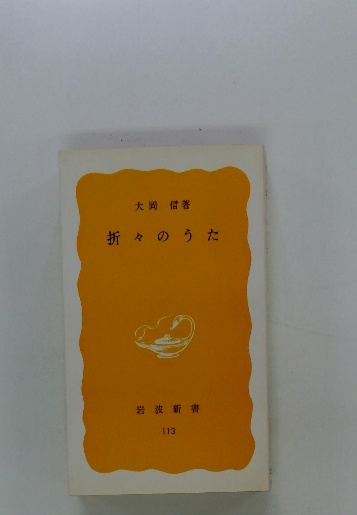 大岡 信著
折々のうた
岩波新書
113